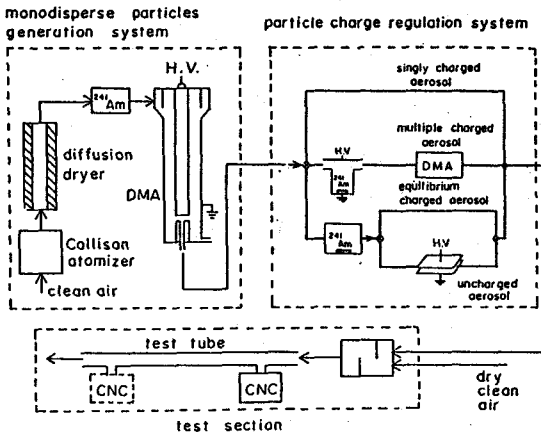 monodisperse particles
generation system
particle charge regulation system
H.V.
241Am
diffusion
dryer
DMA
Collison
atomizer
clean air
singly charged
aerosol
multiple charged
aerosol
H.V
DMA
241
Am
equilibrium
charged aerosol
241
Am
H.V
uncharged
aerosol
test tube
CNC
CNC
dry
clean
air
test section